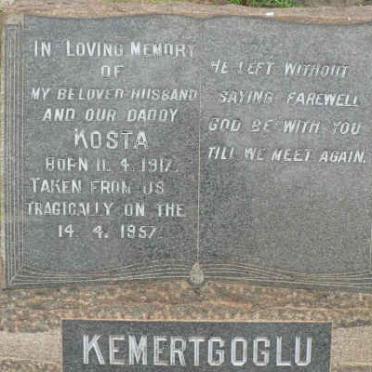 IN LOVING MEMORY
OF
MY BELOVED HUSBAND
AND OUR DADDY
KOSTA
BORN 11. 4. 1917.
TAKEN FROM US
TRAGICALLY ON THE
14. 4. 1957.
HE LEFT WITHOUT
SAYING FAREWELL
GOD BE WITH YOU
TILL WE MEET AGAIN.
KEMERTGOGLU